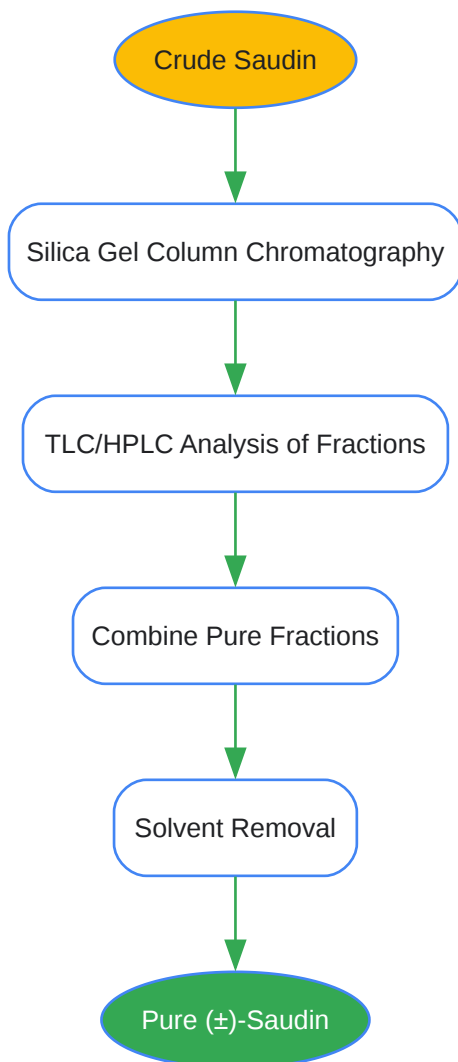 Crude Saudin
Silica Gel Column Chromatography
TLC/HPLC Analysis of Fractions
Combine Pure Fractions
Solvent Removal
Pure (±)-Saudin